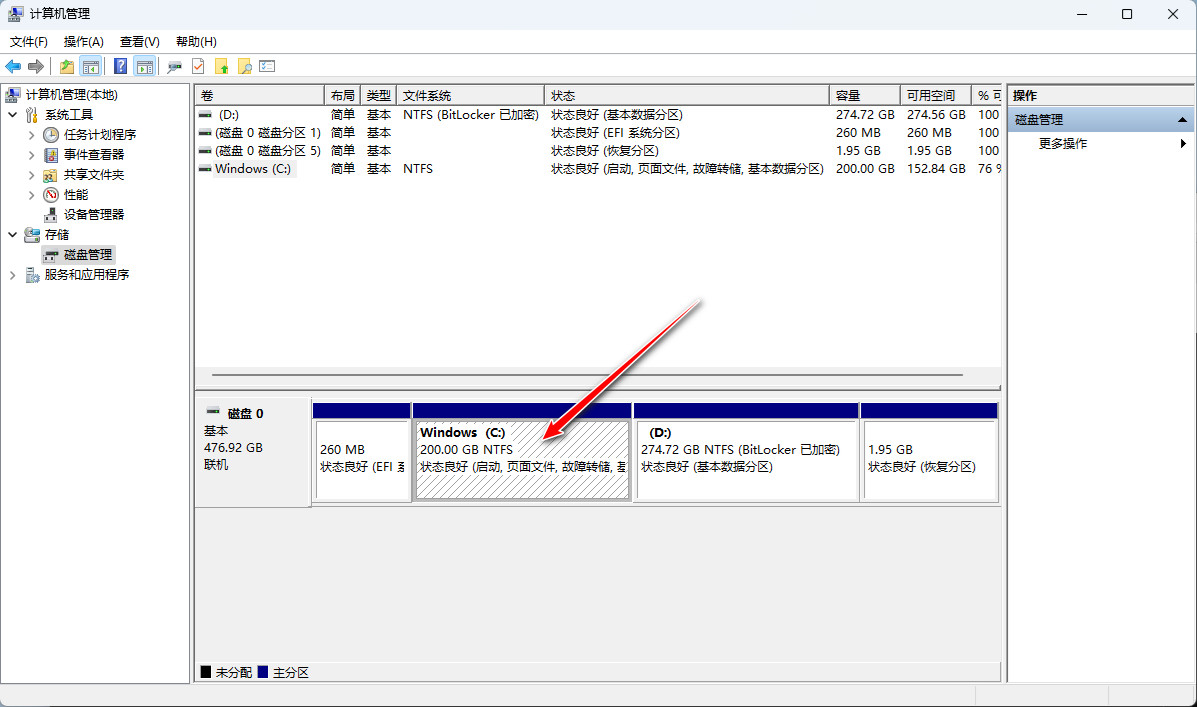 计算机管理
文件(F) 操作(A) 查看(V) 帮助(H)
计算机管理(本地)
系统工具
任务计划程序
事件查看器
共享文件夹
性能
设备管理器
存储
磁盘管理
服务和应用程序
卷 布局 类型 文件系统 状态 容量 可用空间 % 可
(D:) 简单 基本 NTFS (BitLocker 已加密) 状态良好 (基本数据分区) 274.72 GB 274.56 GB 100
(磁盘 0 磁盘分区 1) 简单 基本 状态良好 (EFI 系统分区) 260 MB 260 MB 100
(磁盘 0 磁盘分区 5) 简单 基本 状态良好 (恢复分区) 1.95 GB 1.95 GB 100
Windows (C:) 简单 基本 NTFS 状态良好 (启动, 页面文件, 故障转储, 基本数据分区) 200.00 GB 152.84 GB 76 %
磁盘 0
基本
476.92 GB
联机
260 MB
状态良好 (EFI 系
Windows (C:)
200.00 GB NTFS
状态良好 (启动, 页面文件, 故障转储, 基
(D:)
274.72 GB NTFS (BitLocker 已加密)
状态良好 (基本数据分区)
1.95 GB
状态良好 (恢复分区)
未分配 主分区
操作
磁盘管理
更多操作